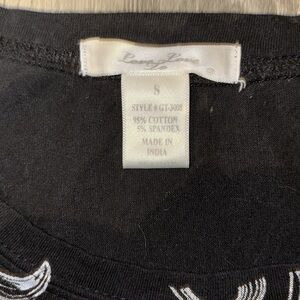 S
STYLE # GT-3008
95% COTTON
5% SPANDEX
MADE IN
INDIA